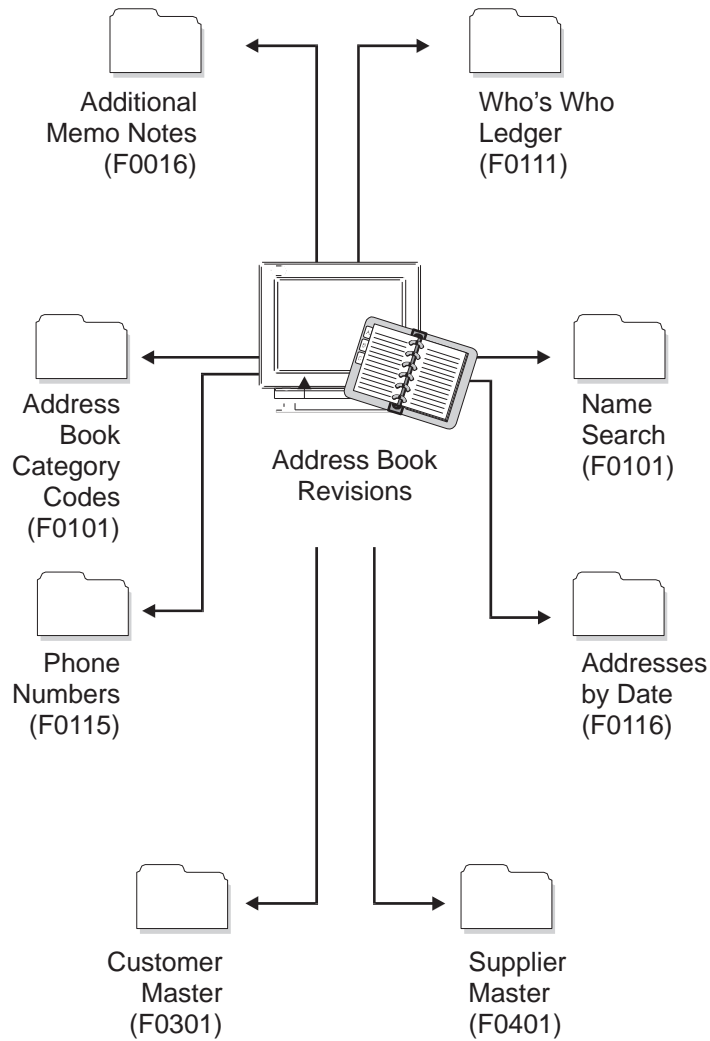 Additional
Memo Notes
(F0016)
Who's Who
Ledger
(F0111)
Address
Book
Category
Codes
(F0101)
Address Book
Revisions
Name
Search
(F0101)
Phone
Numbers
(F0115)
Addresses
by Date
(F0116)
Customer
Master
(F0301)
Supplier
Master
(F0401)